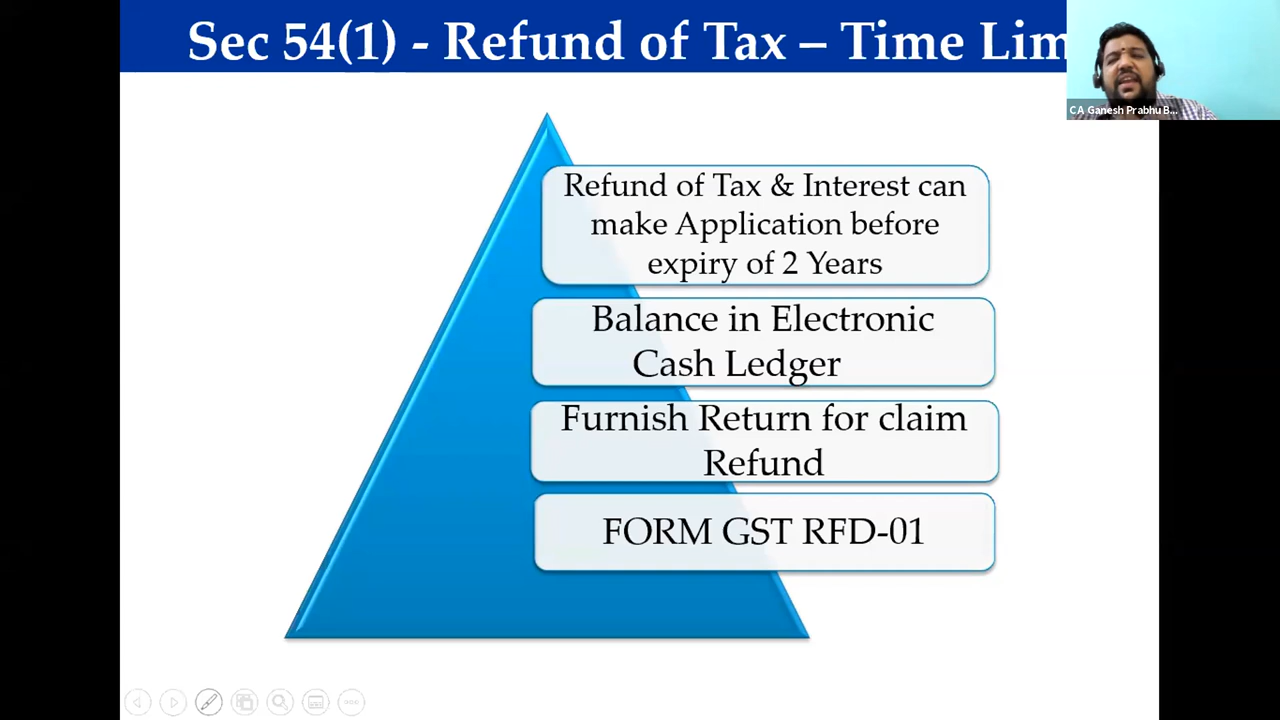 Sec 54(1) - Refund of Tax – Time Lim
CA Ganesh Prabhu B...
Refund of Tax & Interest can
make Application before
expiry of 2 Years
Balance in Electronic
Cash Ledger
Furnish Return for claim
Refund
FORM GST RFD-01